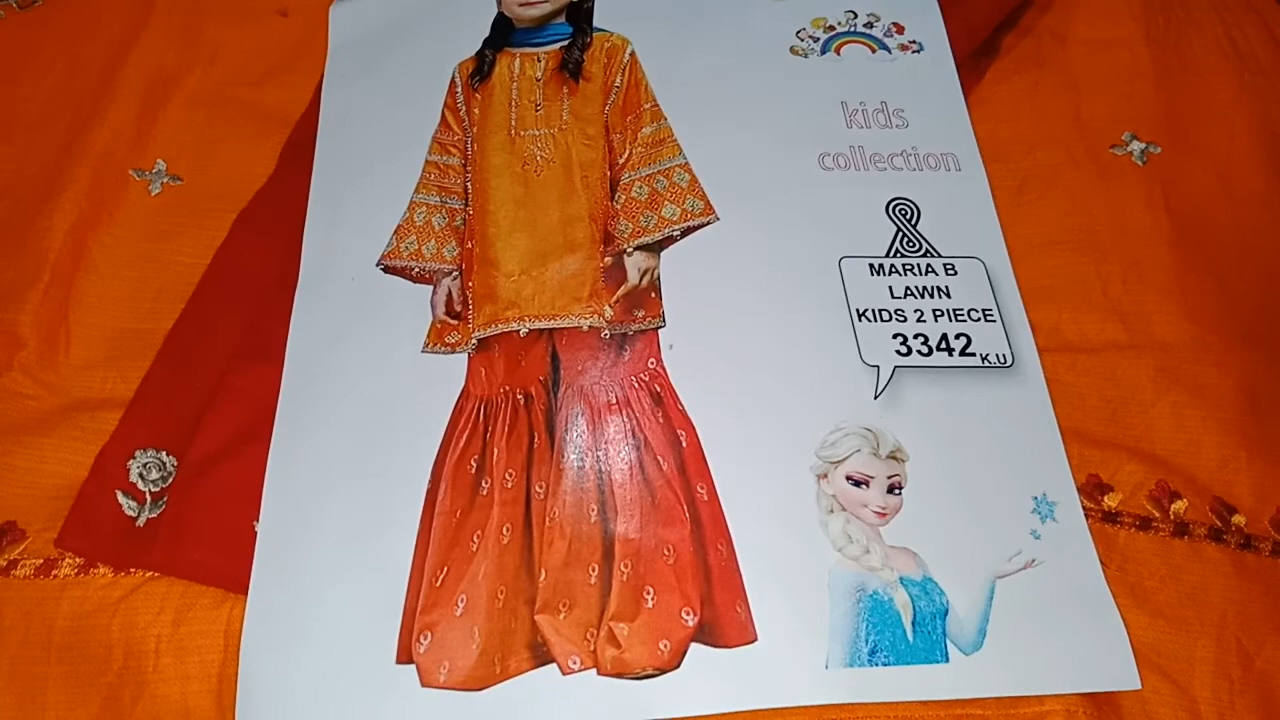 kids
collection
MARIA B
LAWN
KIDS 2 PIECE
3342 K.U